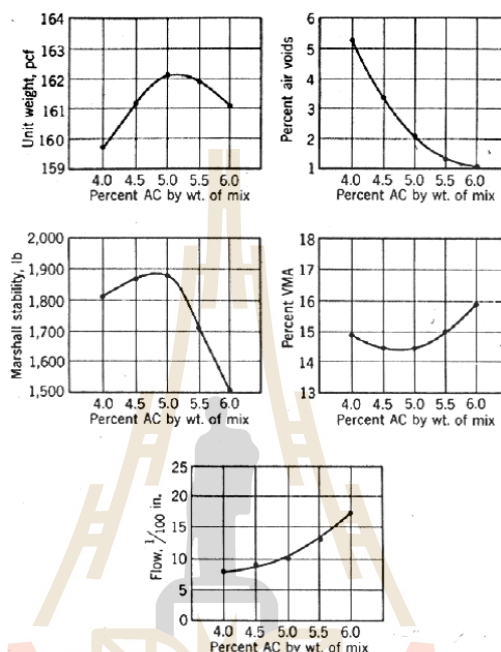 164
163
162
161
160
159
Unit weight, pcf
4.0 4.5 5.0 5.5 6.0
Percent AC by wt. of mix
6
5
4
3
2
1
Percent air voids
4.0 4.5 5.0 5.5 6.0
Percent AC by wt. of mix
2,000
1,900
1,800
1,700
1,600
1,500
Marshall stability, lb
4.0 4.5 5.0 5.5 6.0
Percent AC by wt. of mix
18
17
16
15
14
13
Percent VMA
4.0 4.5 5.0 5.5 6.0
Percent AC by wt. of mix
25
20
15
10
5
0
Flow, 1/100 in.
4.0 4.5 5.0 5.5 6.0
Percent AC by wt. of mix